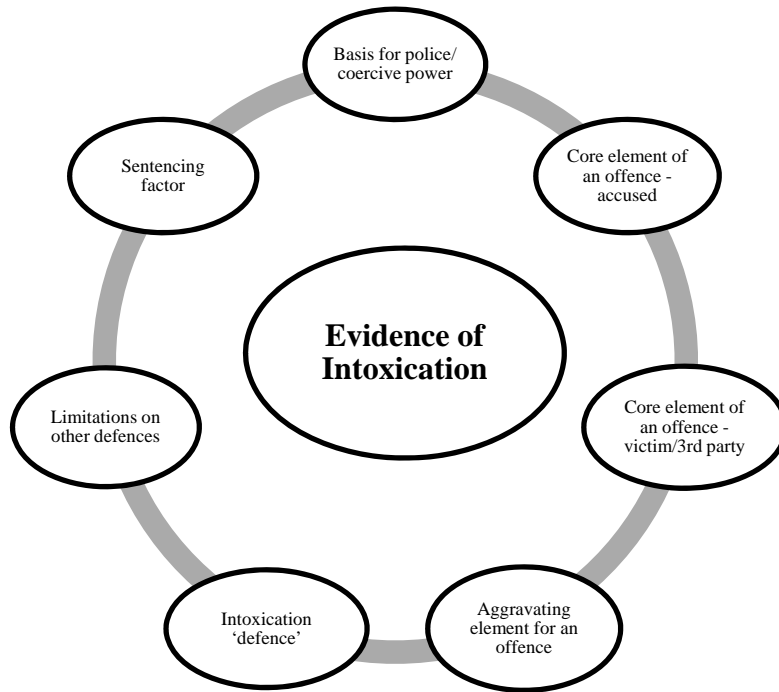 Basis for police/
coercive power
Core element of
an offence -
accused
Core element of
an offence -
victim/3rd party
Aggravating
element for an
offence
Intoxication
‘defence’
Limitations on
other defences
Sentencing
factor
Evidence of
Intoxication